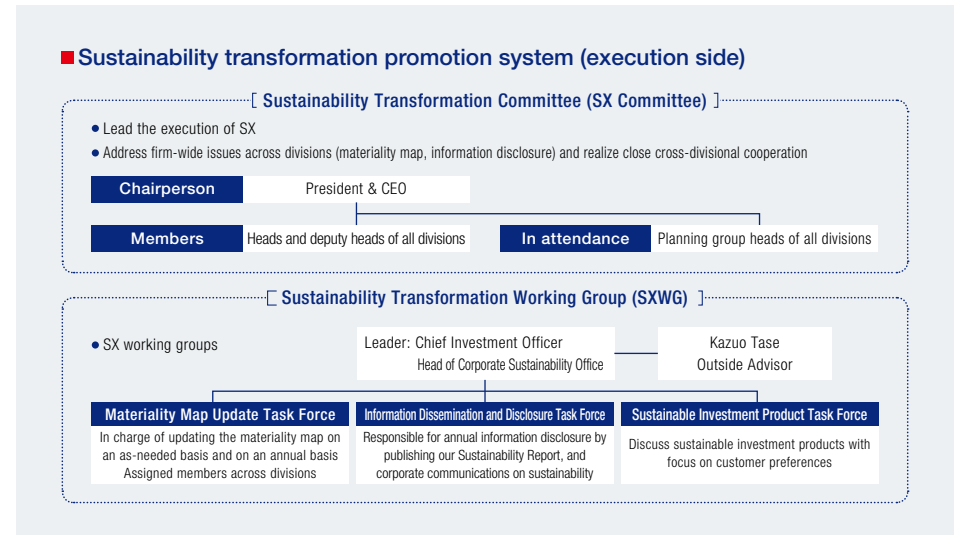 Sustainability transformation promotion system (execution side)
Sustainability Transformation Committee (SX Committee)
● Lead the execution of SX
● Address firm-wide issues across divisions (materiality map, information disclosure) and realize close cross-divisional cooperation
Chairperson
President & CEO
Members
Heads and deputy heads of all divisions
In attendance
Planning group heads of all divisions
Sustainability Transformation Working Group (SXWG)
● SX working groups
Leader: Chief Investment Officer
Head of Corporate Sustainability Office
Kazuo Tase
Outside Advisor
Materiality Map Update Task Force
In charge of updating the materiality map on
an as-needed basis and on an annual basis
Assigned members across divisions
Information Dissemination and Disclosure Task Force
Responsible for annual information disclosure by
publishing our Sustainability Report, and
corporate communications on sustainability
Sustainable Investment Product Task Force
Discuss sustainable investment products with
focus on customer preferences